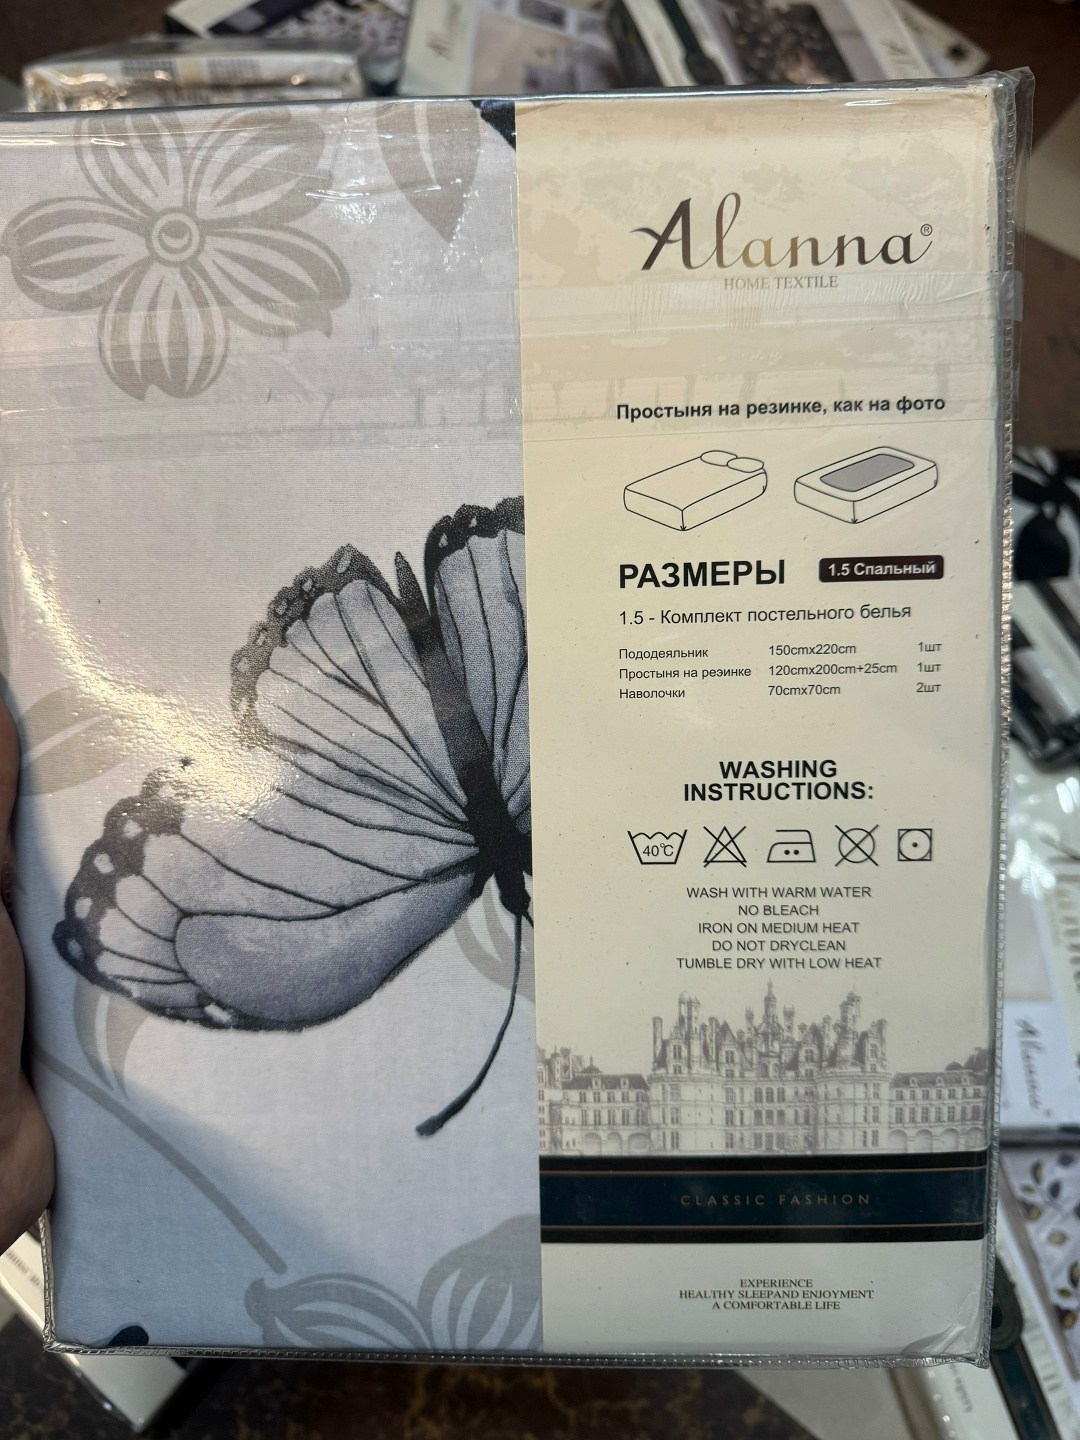 Alanna®
HOME TEXTILE
Простыня на резинке, как на фото
РАЗМЕРЫ 1.5 Спальный
1.5 - Комплект постельного белья
Пододеяльник 150cmx220cm 1шт
Простыня на резинке 120cmx200cm+25cm 1шт
Наволочки 70cmx70cm 2шт
WASHING
INSTRUCTIONS:
40°C
WASH WITH WARM WATER
NO BLEACH
IRON ON MEDIUM HEAT
DO NOT DRYCLEAN
TUMBLE DRY WITH LOW HEAT
CLASSIC FASHION
EXPERIENCE
HEALTHY SLEEPAND ENJOYMENT
A COMFORTABLE LIFE
Alanna